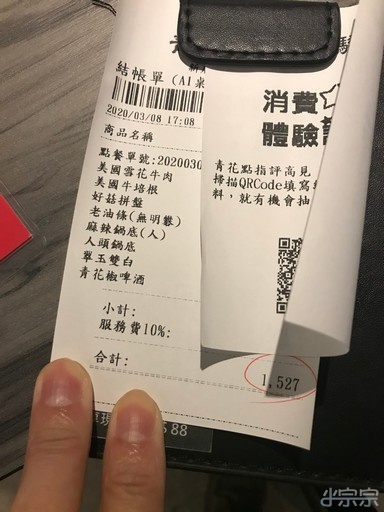 結帳單 (A1桌
2020/03/08 17:08
商品名稱
點餐單號:2020030
美國雪花牛肉
美國牛培根
好菇拼盤
老油條(無明礬)
麻辣鍋底(人)
人頭鍋底
翠玉雙白
青花椒啤酒
小計:
服務費10%:
合計:
1,527
消費
體驗
青花點指評高見
掃描QRCode填寫
料,就有機會抽
88
小宗宗